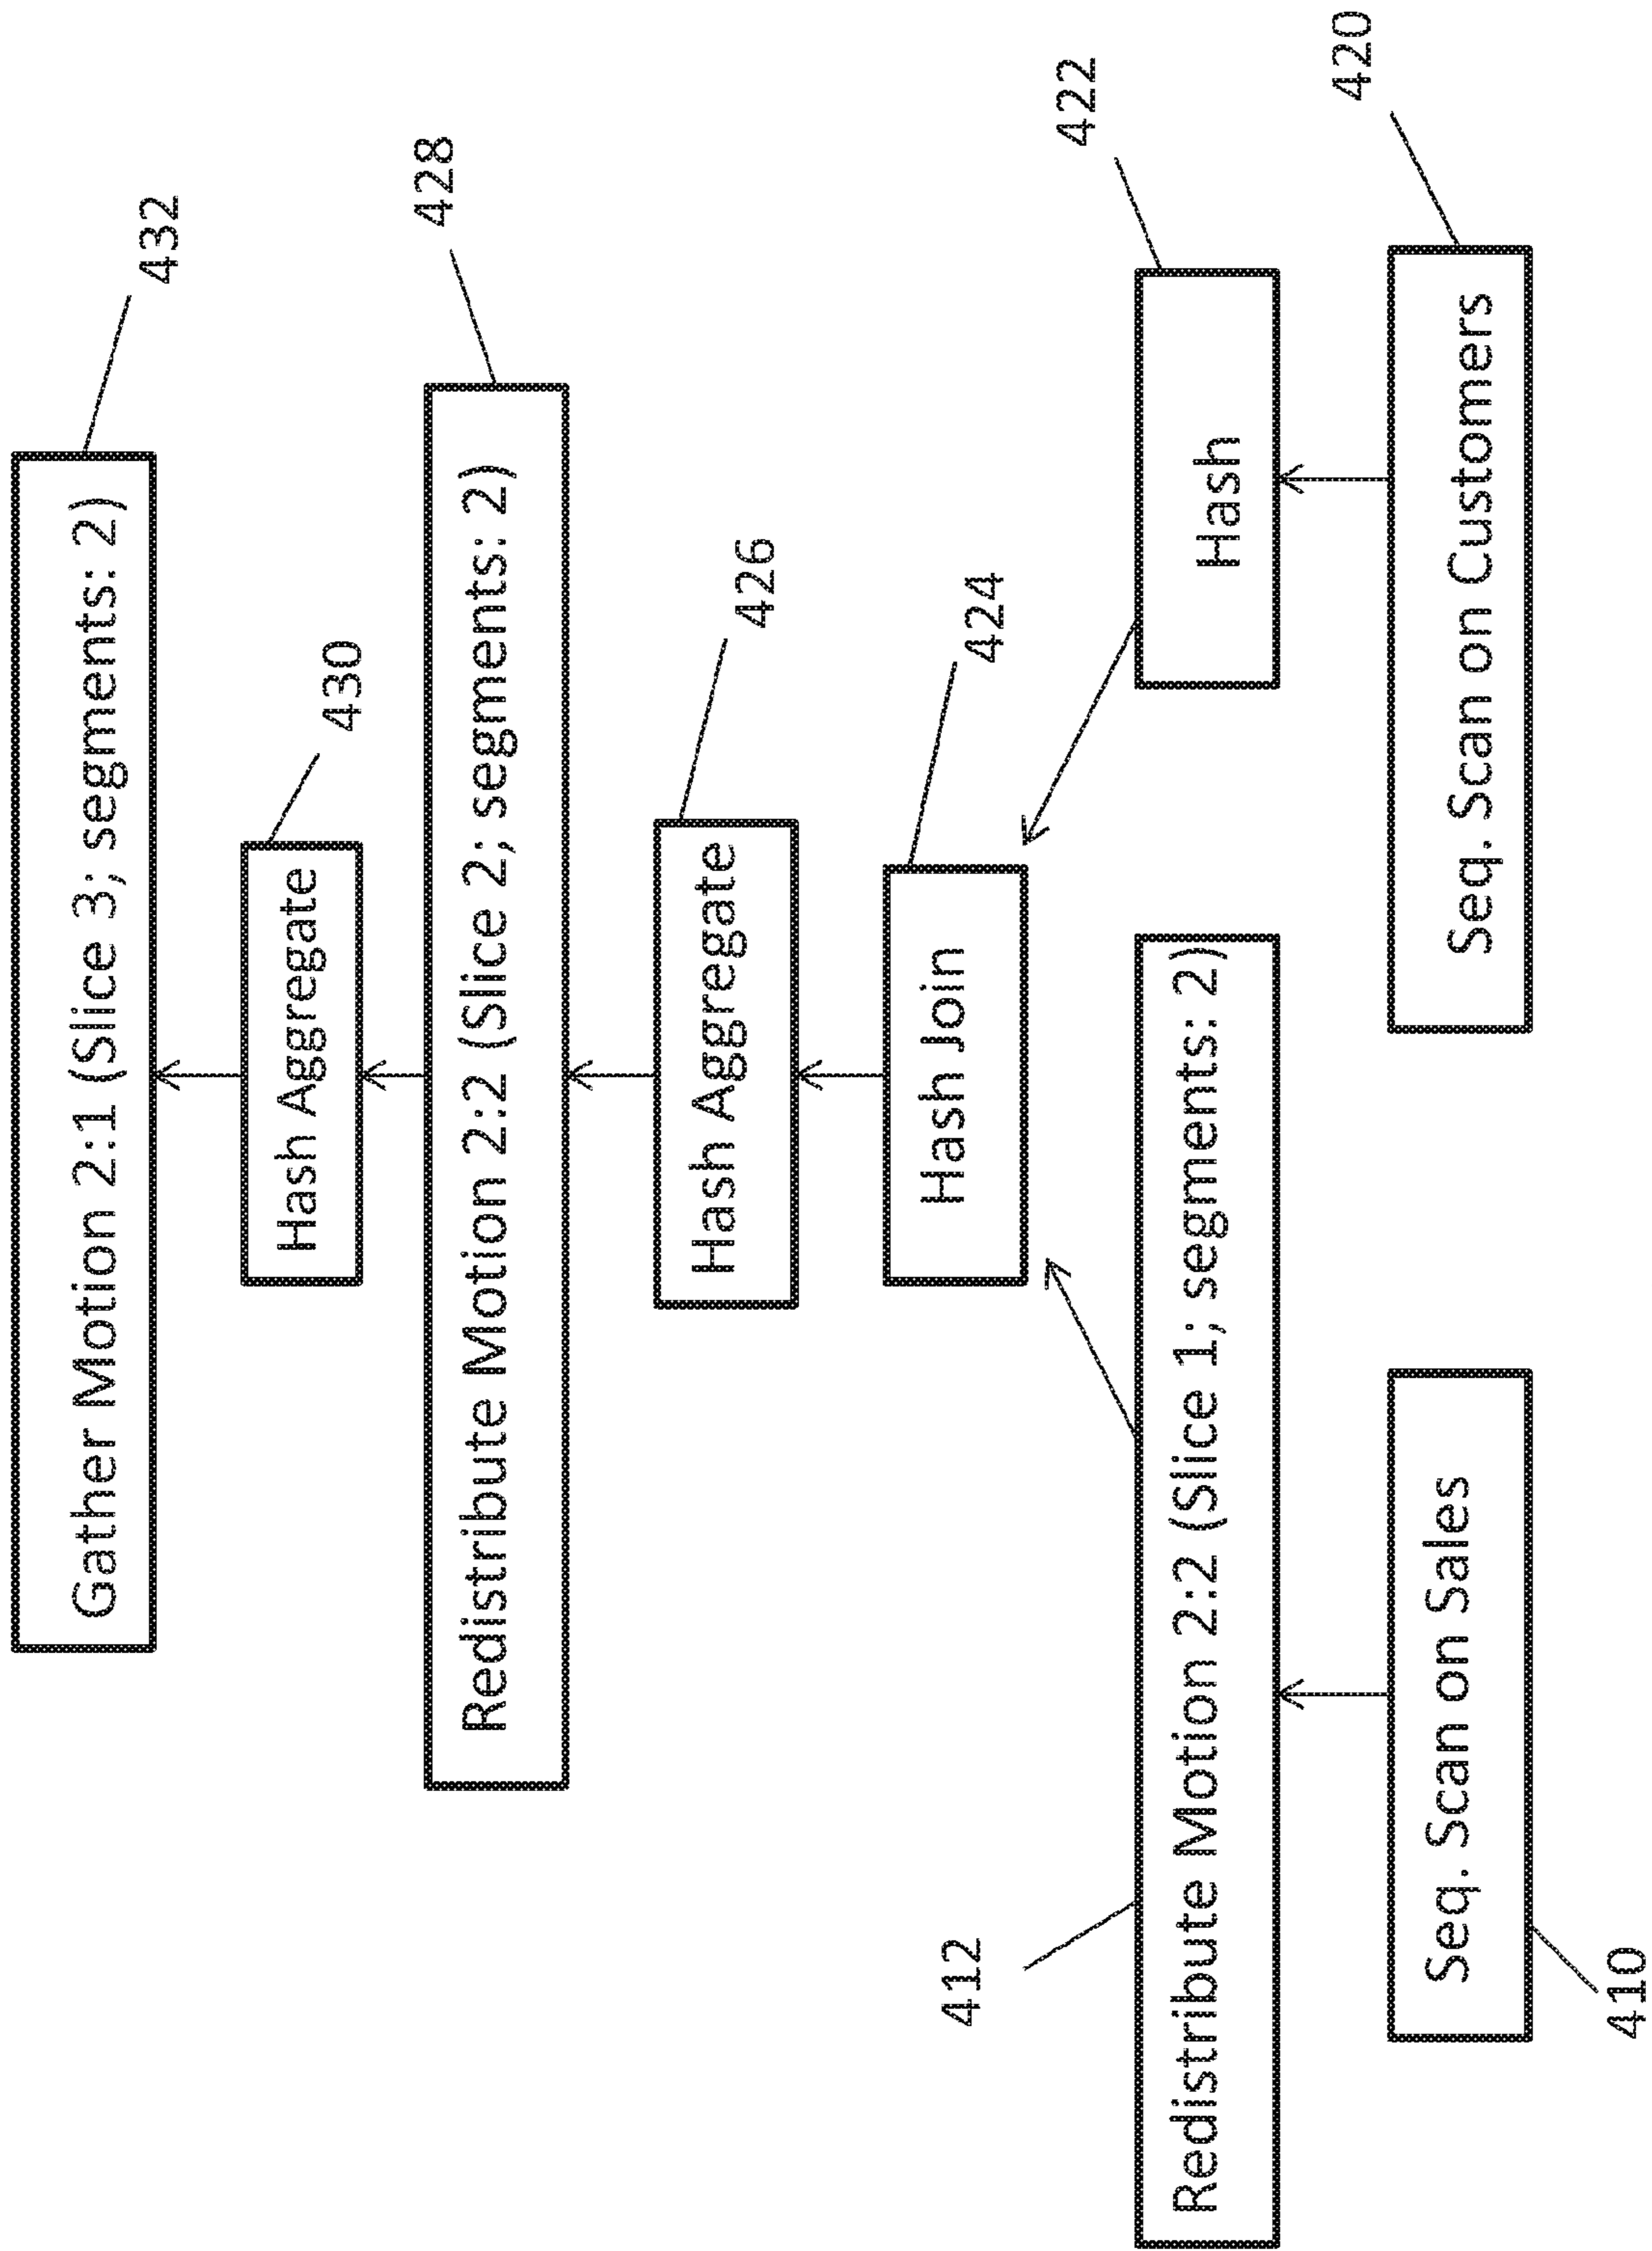 Gather Motion 2:1 (Slice 3; segments: 2)
432
Hash Aggregate
430
Redistribute Motion 2:2 (Slice 2; segments: 2)
428
Hash Aggregate
426
Hash Join
424
412
Redistribute Motion 2:2 (Slice 1; segments: 2)
Hash
422
Seq. Scan on Sales
410
Seq. Scan on Customers
420